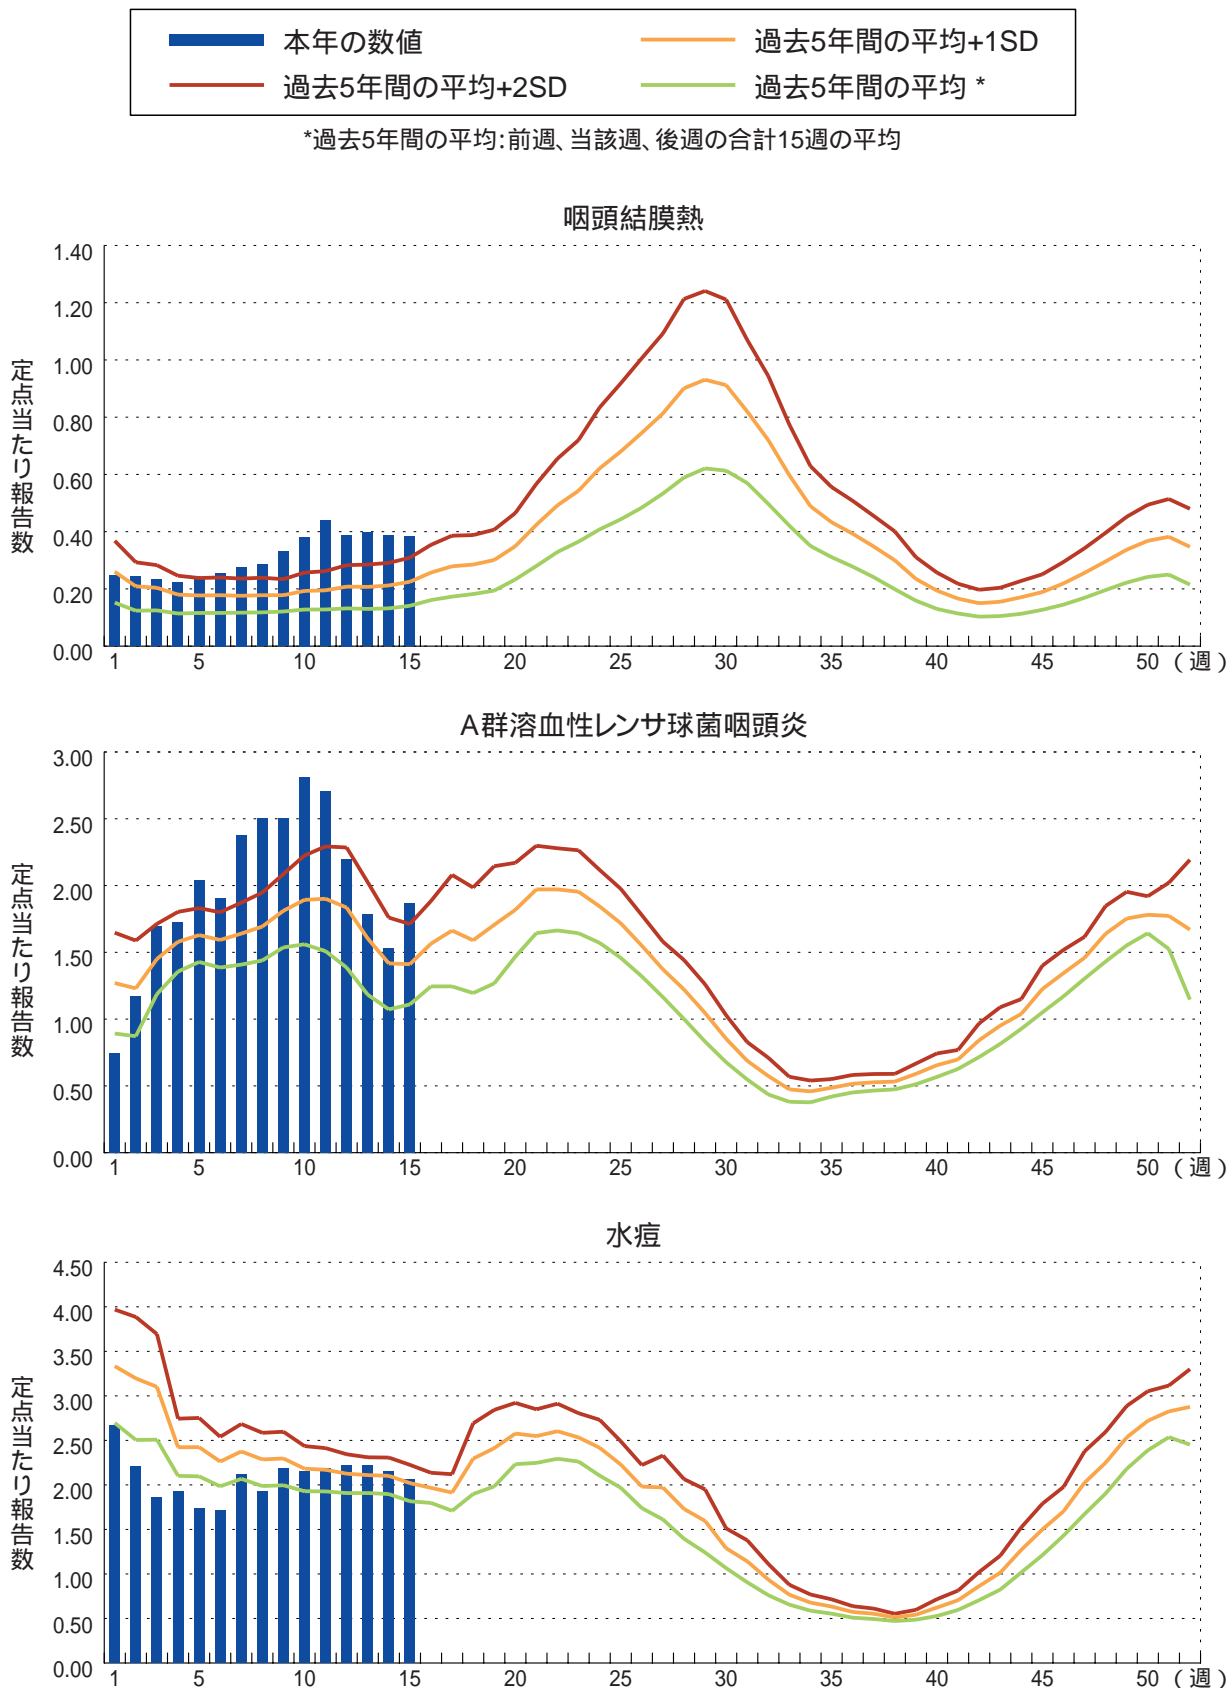 本年の数値
過去5年間の平均+1SD
過去5年間の平均+2SD
過去5年間の平均 *
*過去5年間の平均:前週、当該週、後週の合計15週の平均
咽頭結膜熱
定点当たり報告数
1.40
1.20
1.00
0.80
0.60
0.40
0.20
0.00
1 5 10 15 20 25 30 35 40 45 50 (週)
A群溶血性レンサ球菌咽頭炎
定点当たり報告数
3.00
2.50
2.00
1.50
1.00
0.50
0.00
1 5 10 15 20 25 30 35 40 45 50 (週)
水痘
定点当たり報告数
4.50
4.00
3.50
3.00
2.50
2.00
1.50
1.00
0.50
0.00
1 5 10 15 20 25 30 35 40 45 50 (週)